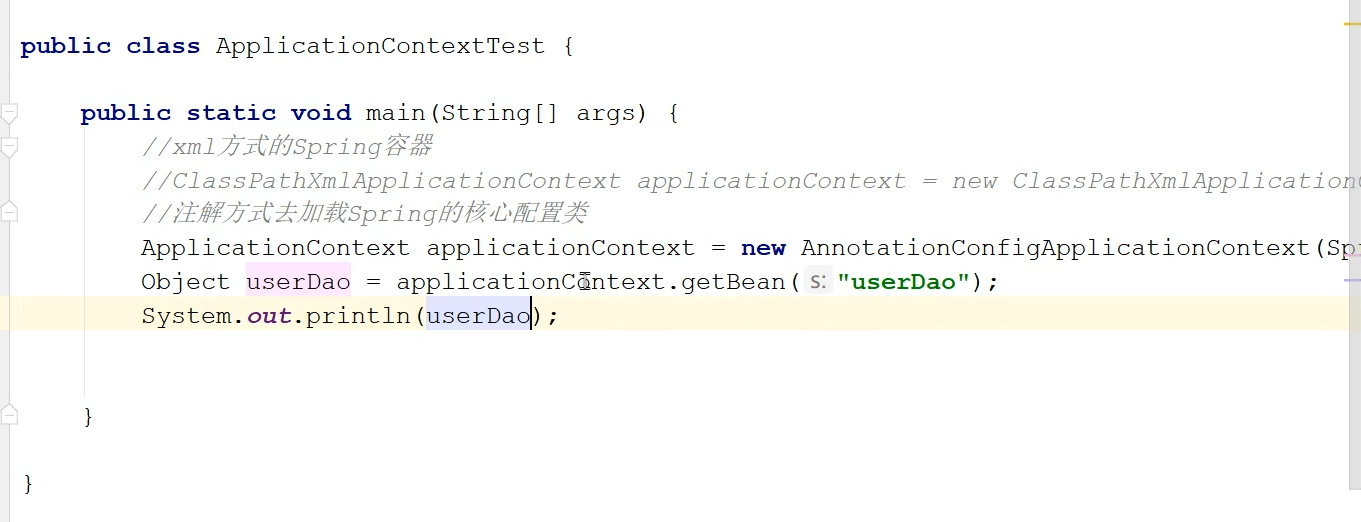 public class ApplicationContextTest {
public static void main(String[] args) {
//xml方式的Spring容器
//ClassPathXmlApplicationContext applicationContext = new ClassPathXmlApplication
//注解方式去加载Spring的核心配置类
ApplicationContext applicationContext = new AnnotationConfigApplicationContext(Sp
Object userDao = applicationContext.getBean( s: "userDao");
System.out.println(userDao);
}
}